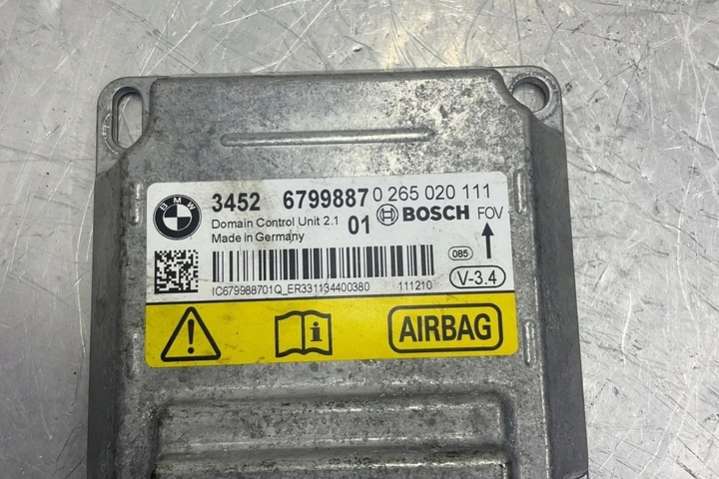 BMW
3452 6799887 0 265 020 111
Domain Control Unit 2.1 01 BOSCH FOV
Made in Germany
085
V-3.4
IC679988701Q_ER331134400380 111210
AIRBAG